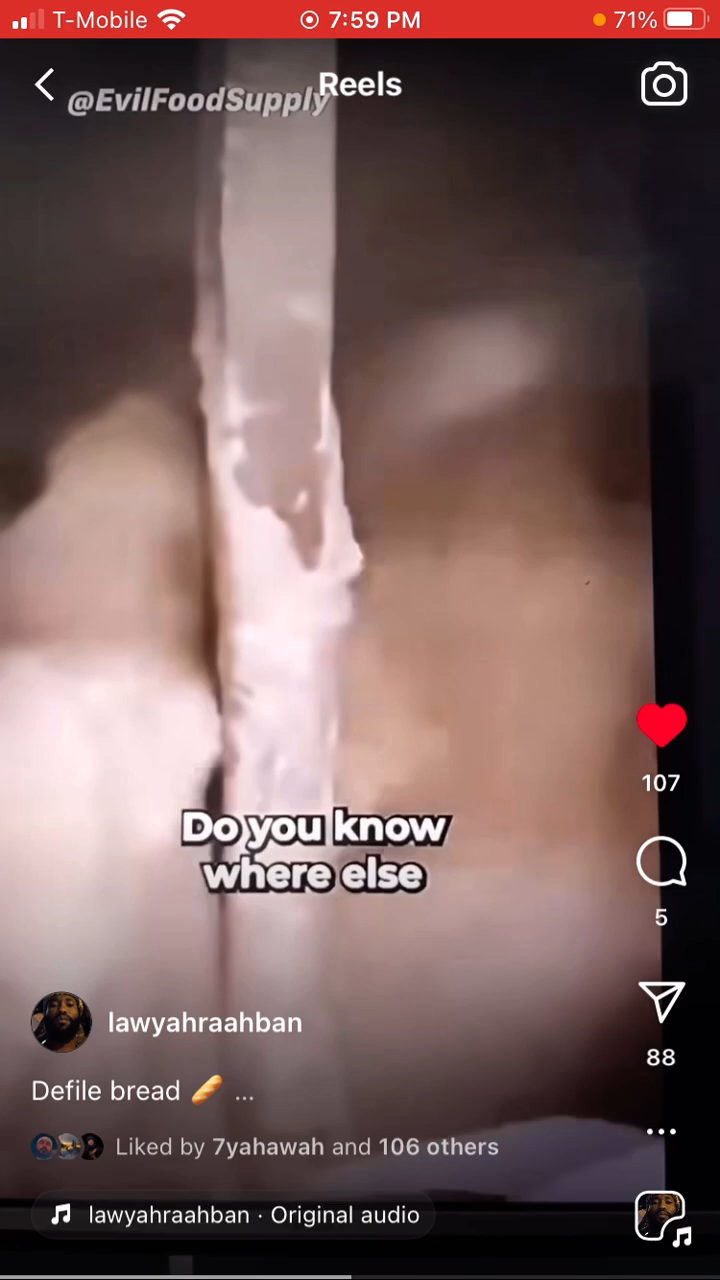 T-Mobile 7:59 PM 71%
Reels
@EvilFoodSupply
Do you know
where else
107
5
88
lawyahraahban
Defile bread 🥖 ...
Liked by 7yahawah and 106 others
lawyahraahban · Original audio